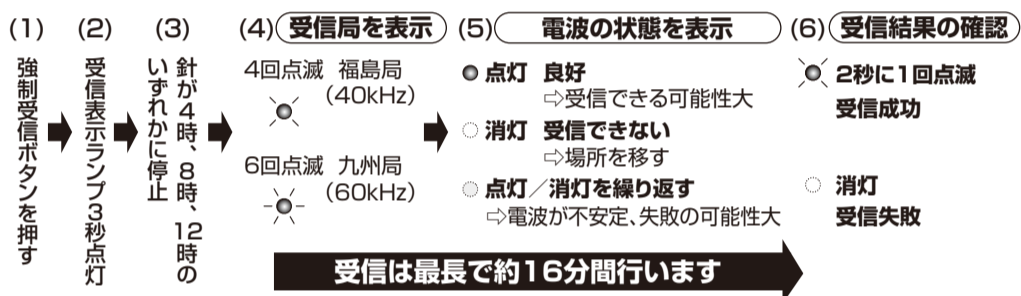 (1)
強制受信ボタンを押す
(2)
受信表示ランプ3秒点灯
(3)
針が4時、8時、12時の
いずれかに停止
(4)受信局を表示
4回点滅 福島局
(40kHz)
6回点滅 九州局
(60kHz)
(5)電波の状態を表示
点灯 良好
⇨受信できる可能性大
消灯 受信できない
⇨場所を移す
点灯/消灯を繰り返す
⇨電波が不安定、失敗の可能性大
(6)受信結果の確認
2秒に1回点滅
受信成功
消灯
受信失敗
受信は最長で約16分間行います